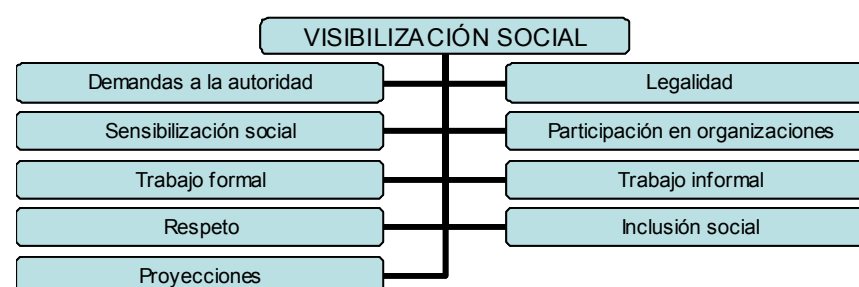 VISIBILIZACIÓN SOCIAL
Demandas a la autoridad
Legalidad
Sensibilización social
Participación en organizaciones
Trabajo formal
Trabajo informal
Respeto
Inclusión social
Proyecciones